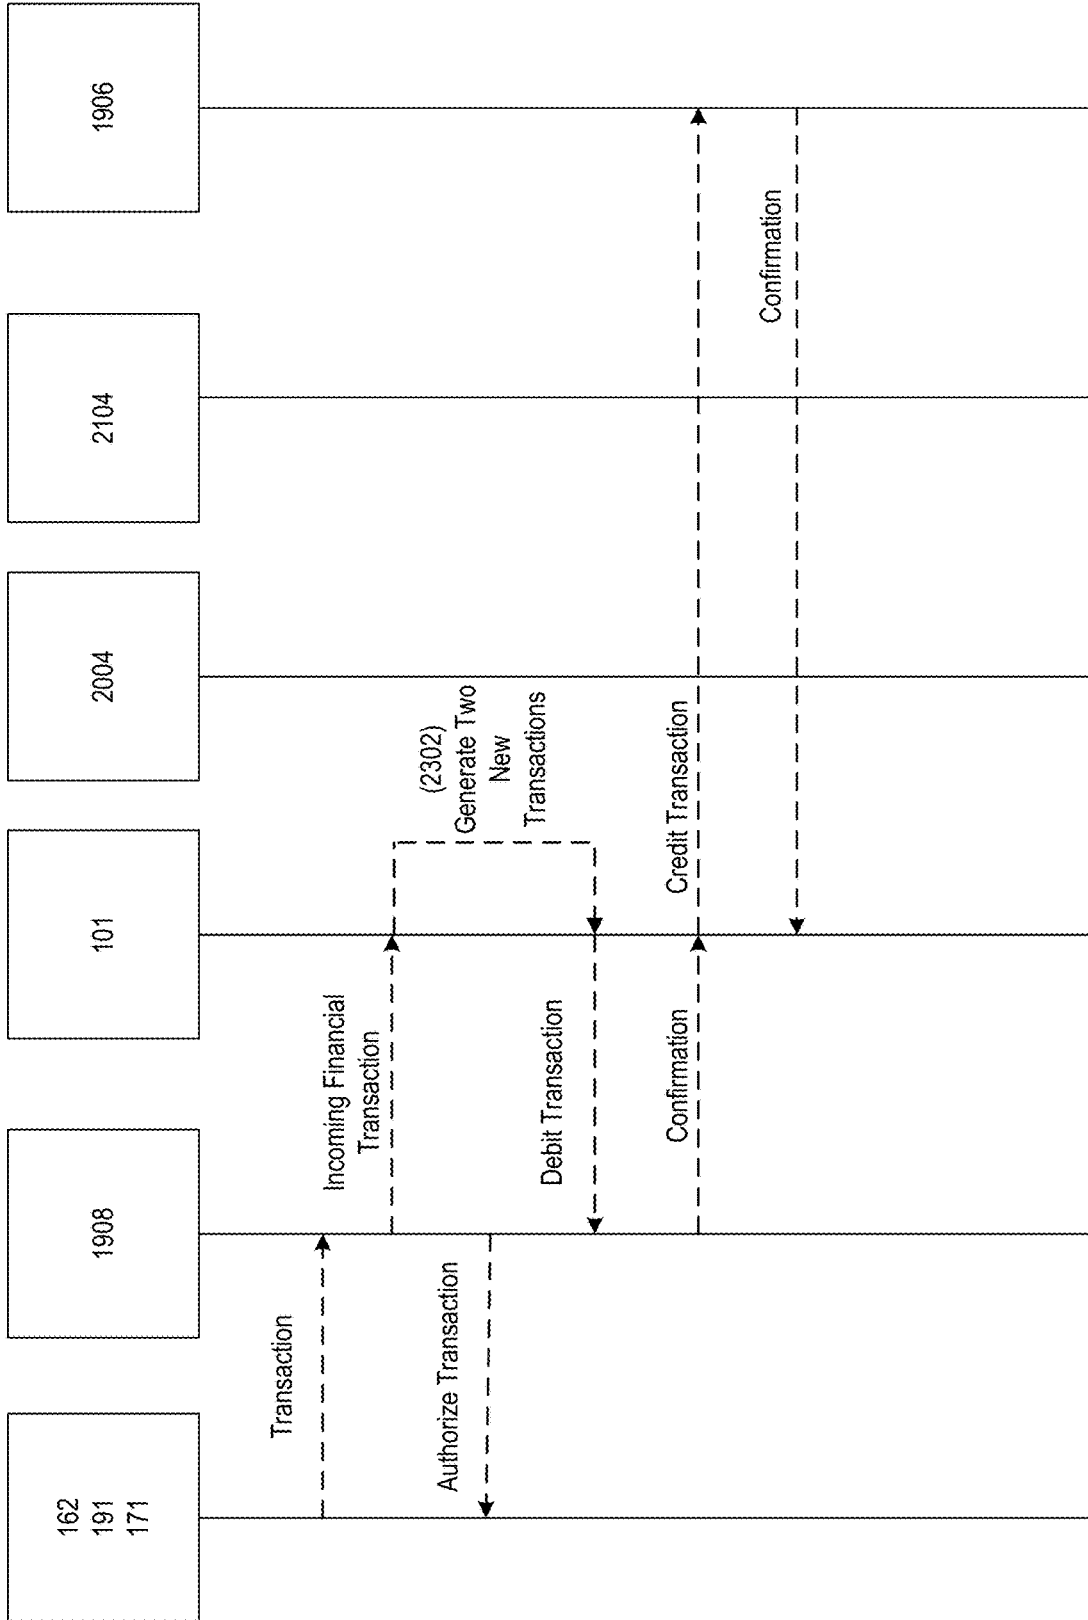 162
191
171
1908
101
2004
2104
1906
Transaction
Incoming Financial
Transaction
(2302)
Generate Two
New
Transactions
Authorize Transaction
Debit Transaction
Confirmation
Credit Transaction
Confirmation